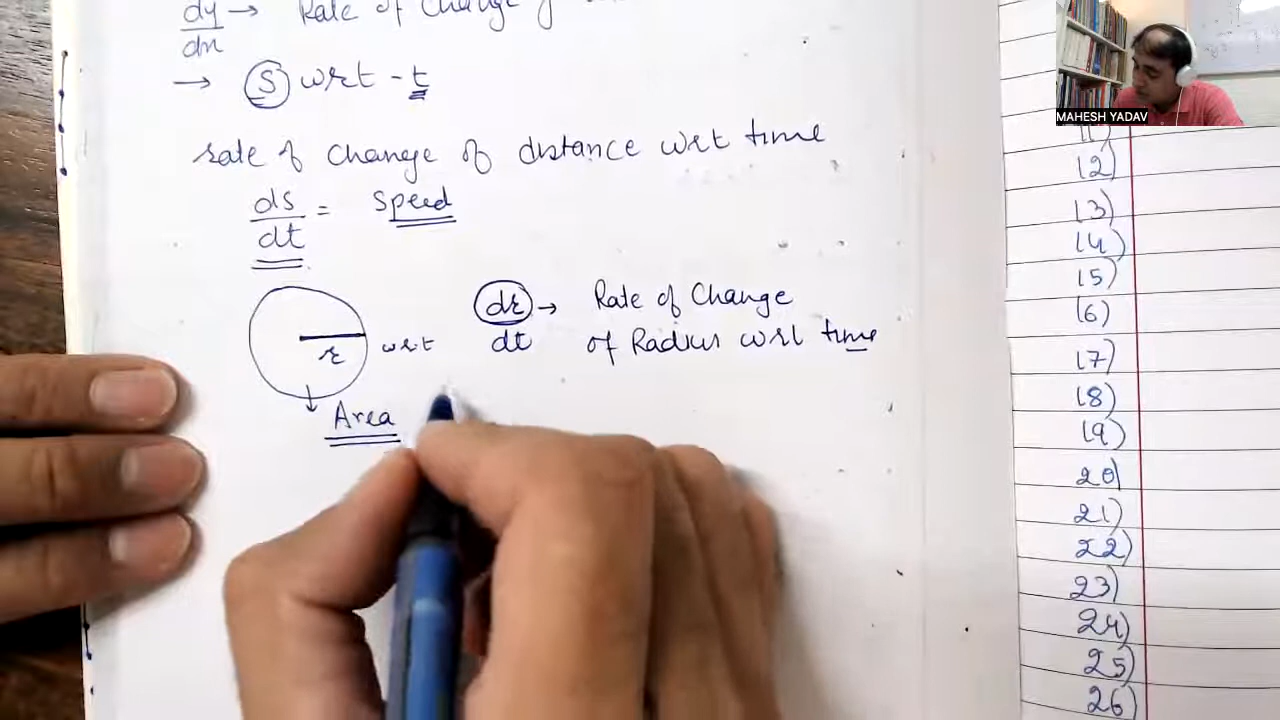 dy → Rate of Change
dx
→ S wrt - t
rate of Change of distance wrt time
ds = Speed
dt
dr → Rate of Change
r wrt dt of Radius wrt time
Area
MAHESH YADAV
12)
13)
14)
15)
16)
17)
18)
19)
20)
21)
22)
23)
24)
25)
26)